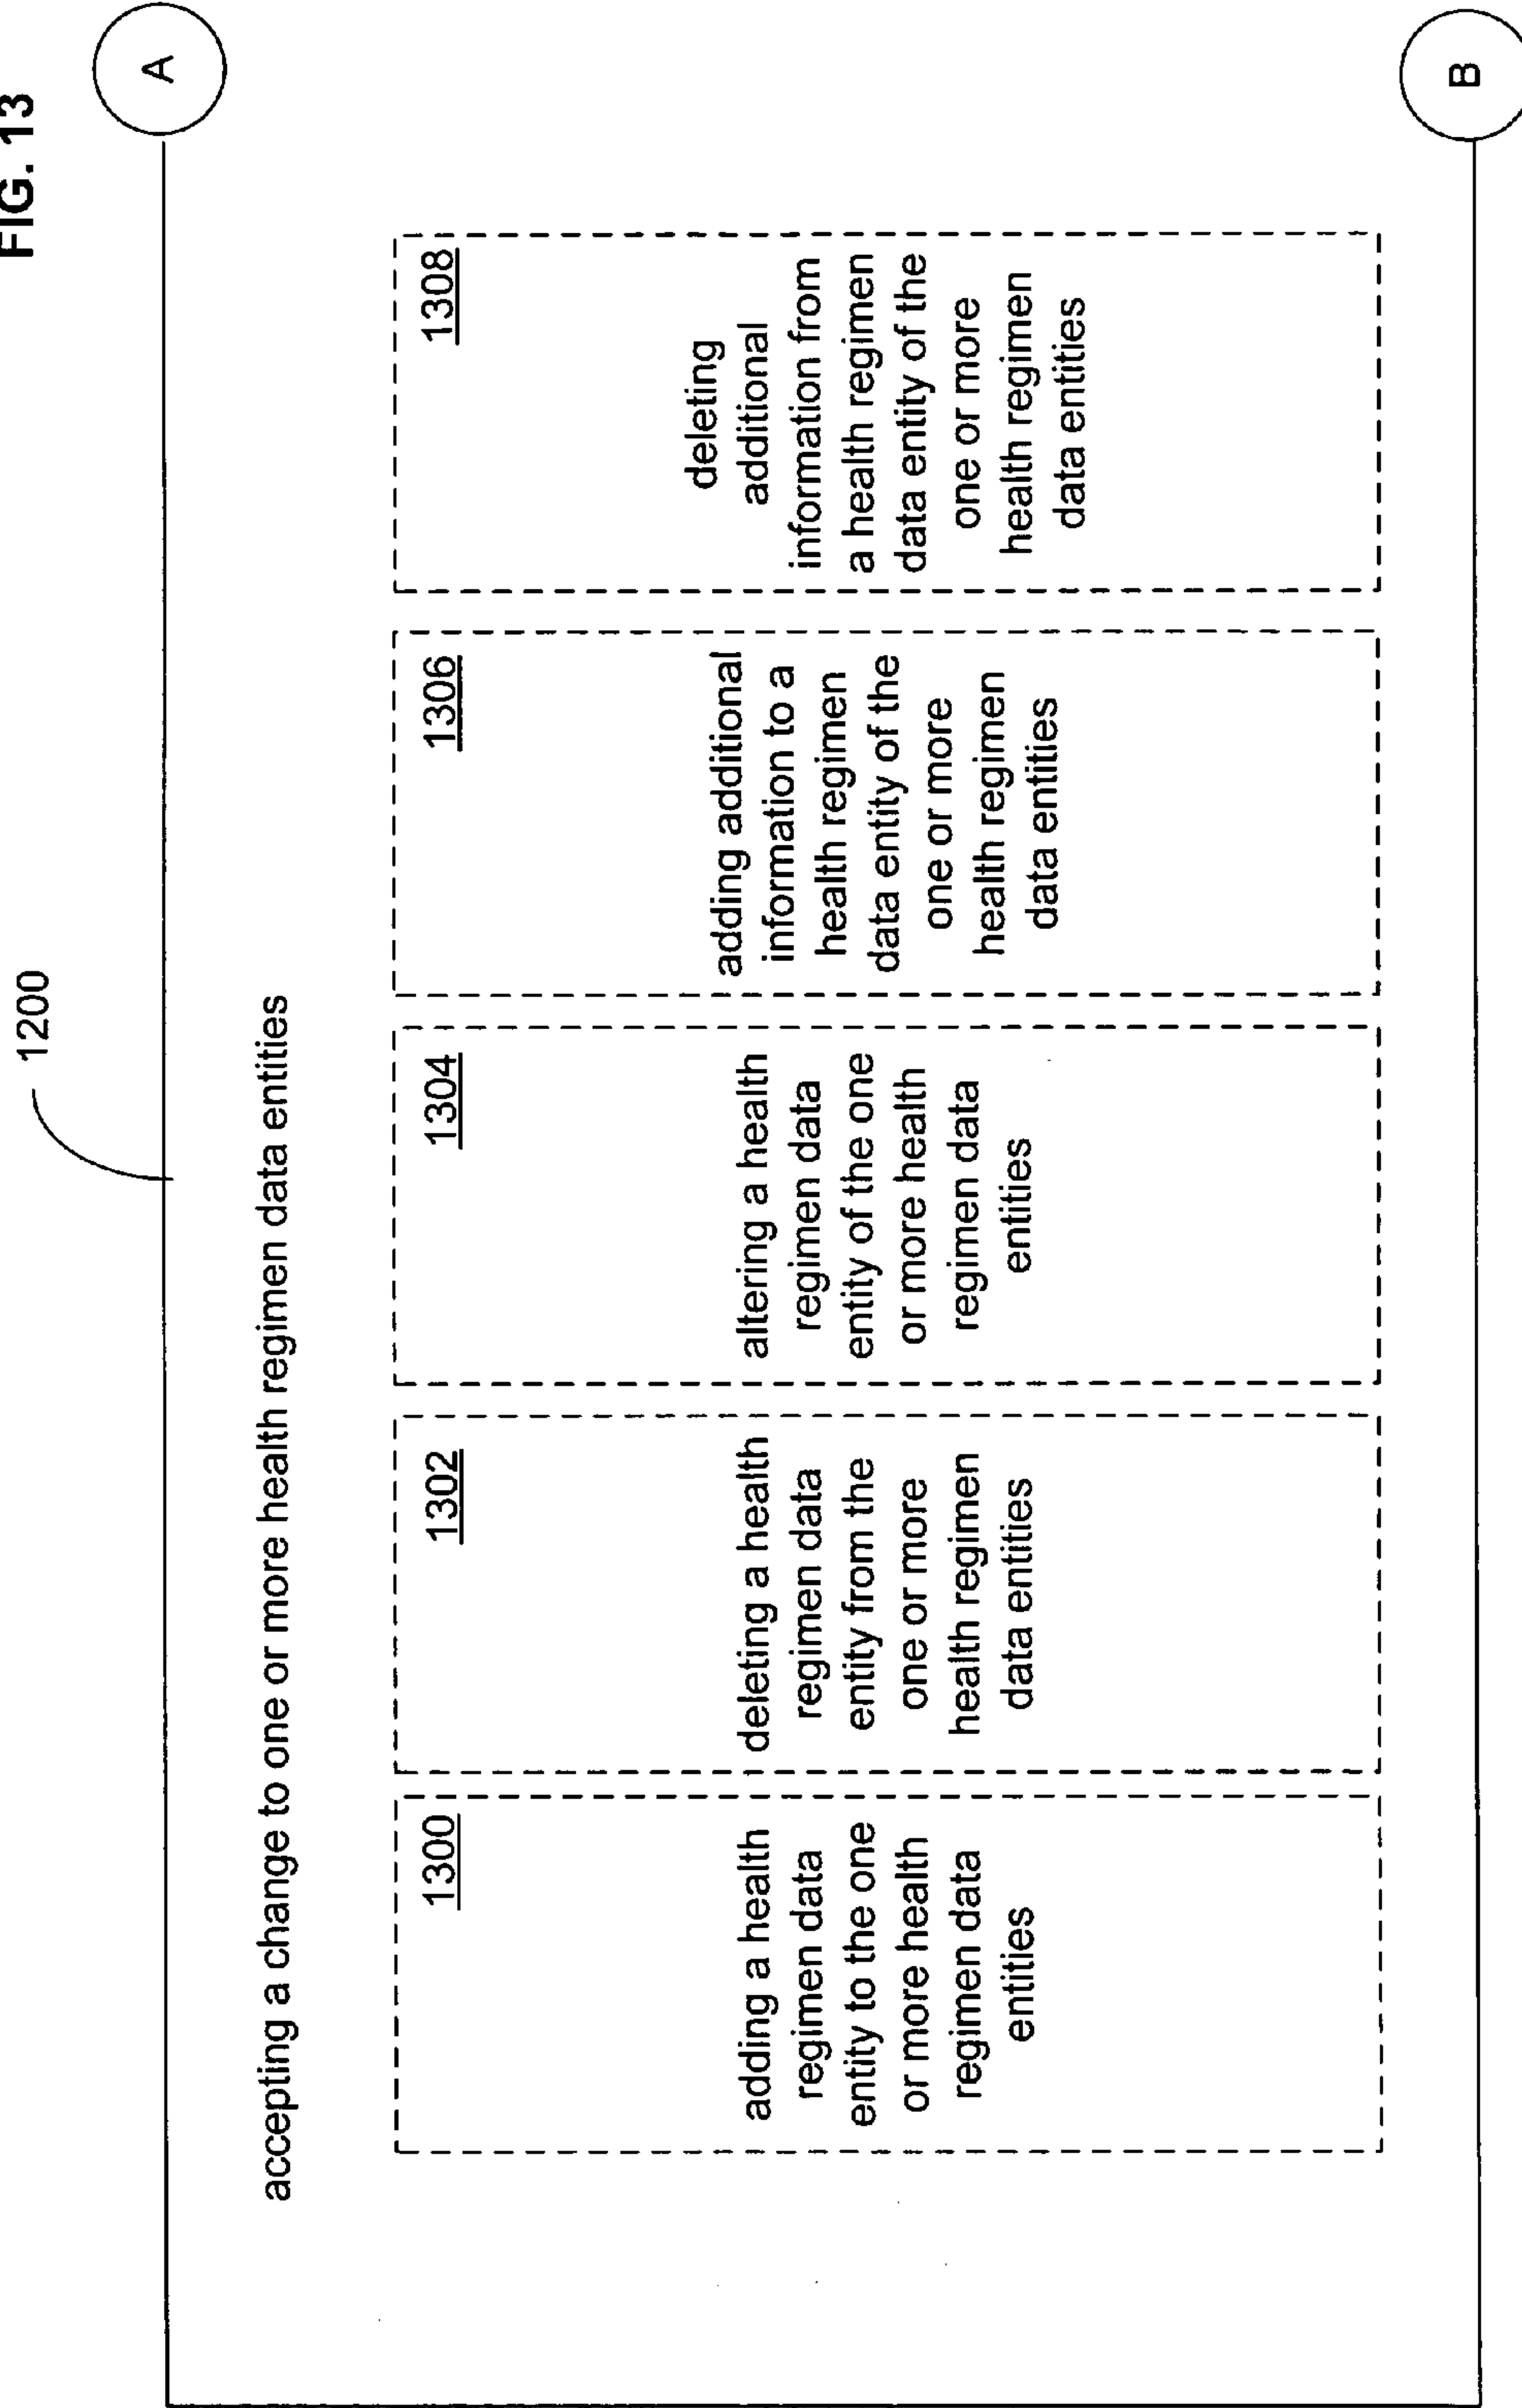 FIG. 13
1200
A
accepting a change to one or more health regimen data entities
1300
adding a health
regimen data
entity to the one
or more health
regimen data
entities
1302
deleting a health
regimen data
entity from the
one or more
health regimen
data entities
1304
altering a health
regimen data
entity of the one
or more health
regimen data
entities
1306
adding additional
information to a
health regimen
data entity of the
one or more
health regimen
data entities
1308
deleting
additional
information from
a health regimen
data entity of the
one or more
health regimen
data entities
B